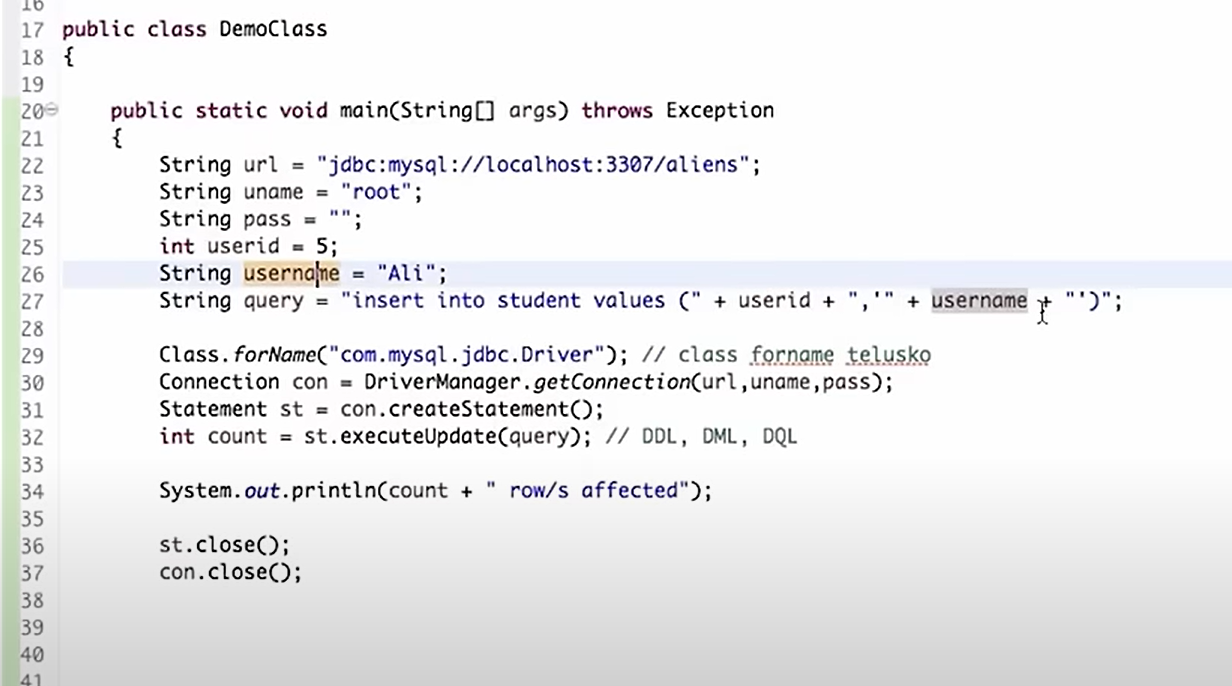 16
17 public class DemoClass
18 {
19
20 public static void main(String[] args) throws Exception
21 {
22 String url = "jdbc:mysql://localhost:3307/aliens";
23 String uname = "root";
24 String pass = "";
25 int userid = 5;
26 String username = "Ali";
27 String query = "insert into student values (" + userid + ",'" + username + "')";
28
29 Class.forName("com.mysql.jdbc.Driver"); // class forname telusko
30 Connection con = DriverManager.getConnection(url,uname,pass);
31 Statement st = con.createStatement();
32 int count = st.executeUpdate(query); // DDL, DML, DQL
33
34 System.out.println(count + " row/s affected");
35
36 st.close();
37 con.close();
38
39
40
41